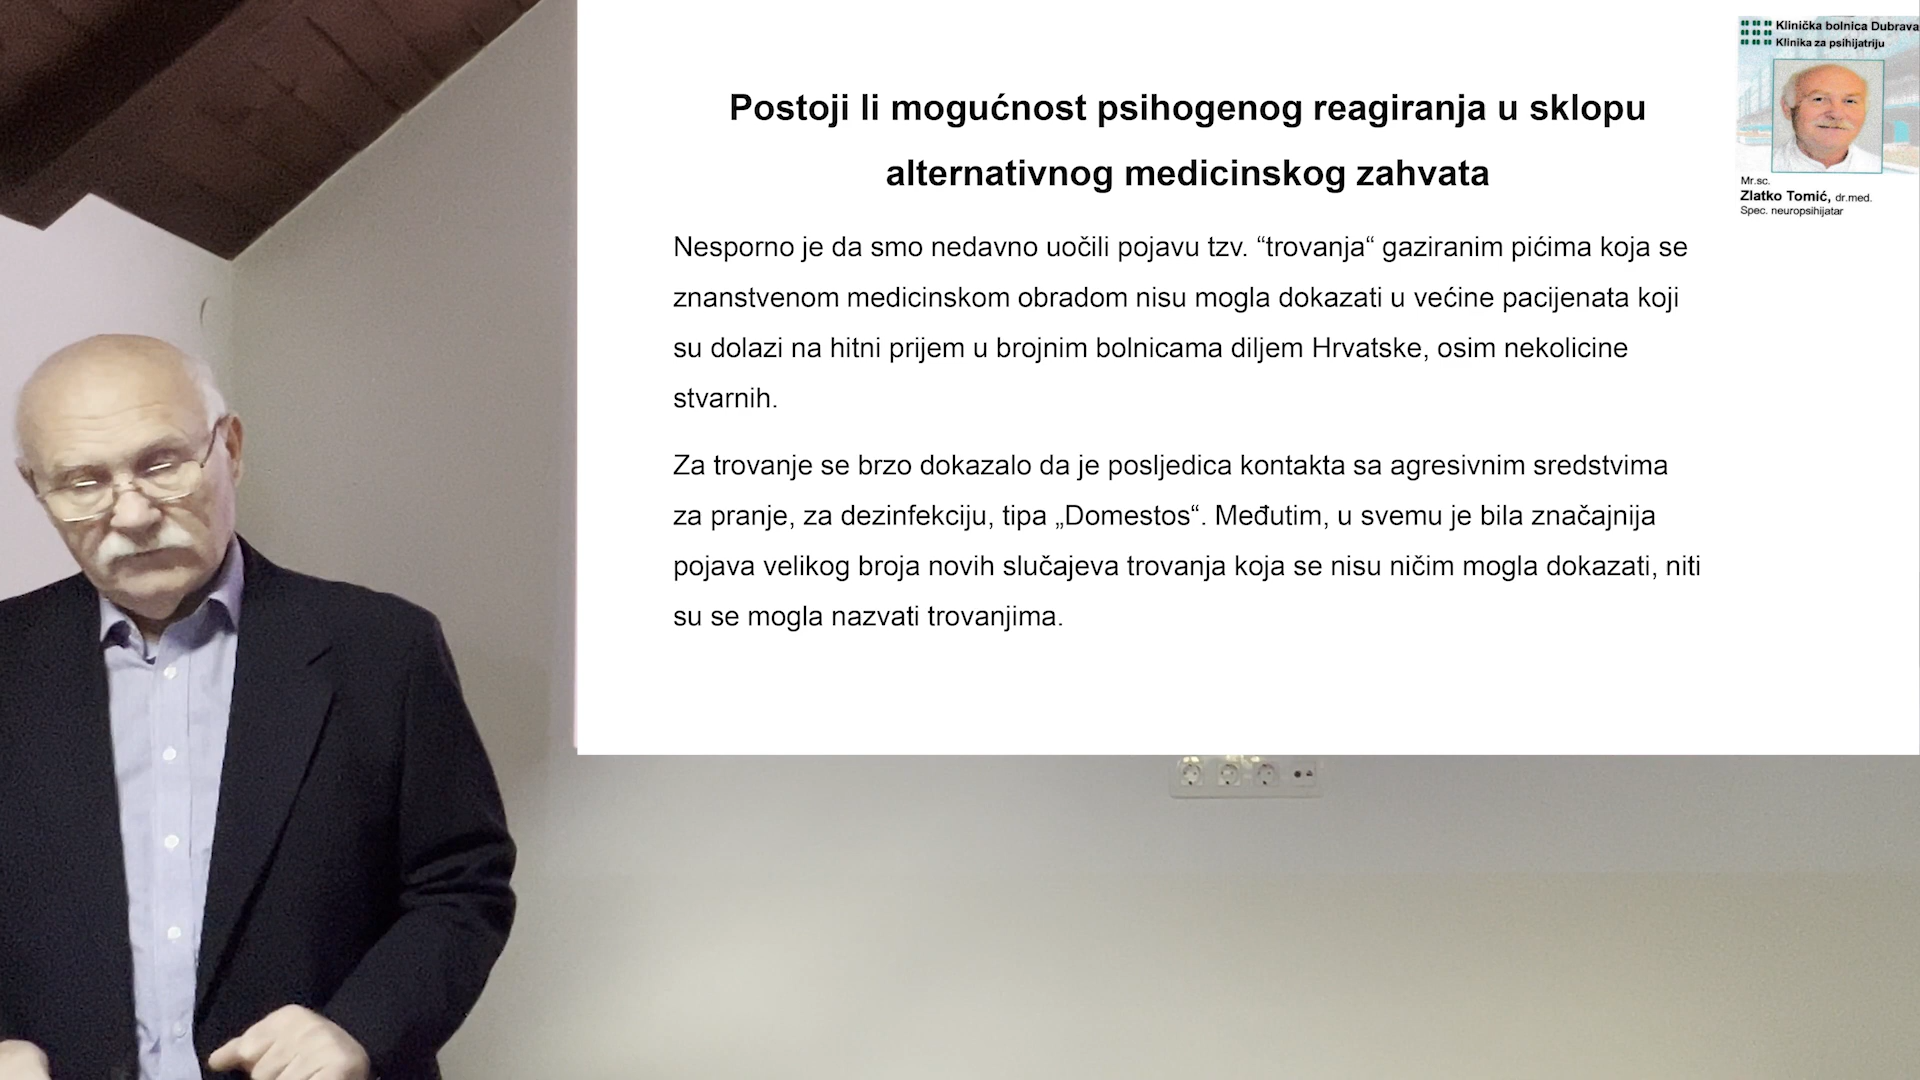 Klinička bolnica Dubrava
Klinika za psihijatriju
Mr.sc.
Zlatko Tomić, dr.med.
Spec. neuropsihijatar
Postoji li mogućnost psihogenog reagiranja u sklopu
alternativnog medicinskog zahvata
Nesporno je da smo nedavno uočili pojavu tzv. “trovanja“ gaziranim pićima koja se
znanstvenom medicinskom obradom nisu mogla dokazati u većine pacijenata koji
su dolazi na hitni prijem u brojnim bolnicama diljem Hrvatske, osim nekolicine
stvarnih.
Za trovanje se brzo dokazalo da je posljedica kontakta sa agresivnim sredstvima
za pranje, za dezinfekciju, tipa „Domestos“. Međutim, u svemu je bila značajnija
pojava velikog broja novih slučajeva trovanja koja se nisu ničim mogla dokazati, niti
su se mogla nazvati trovanjima.